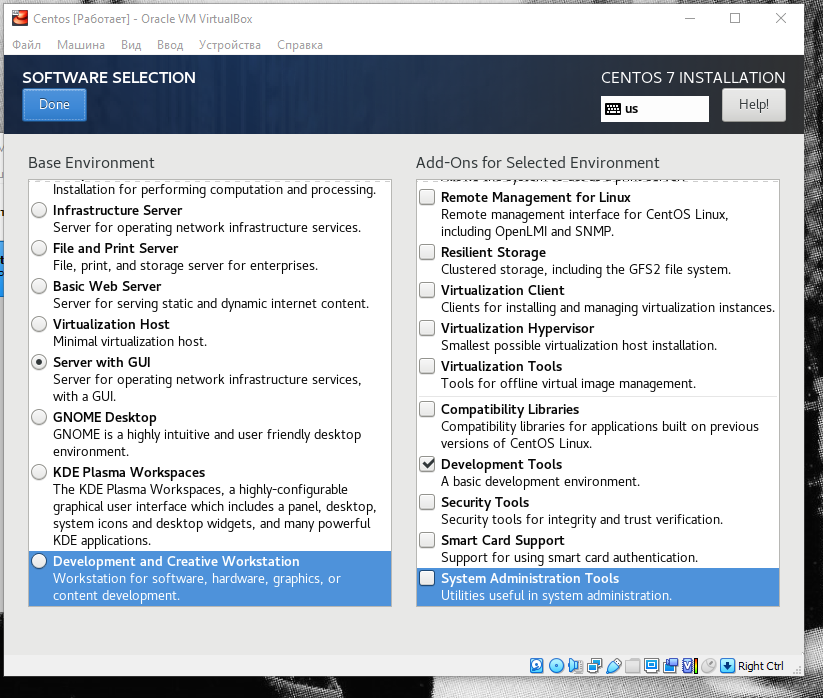 Centos [Работает] - Oracle VM VirtualBox
Файл Машина Вид Ввод Устройства Справка
SOFTWARE SELECTION
CENTOS 7 INSTALLATION
Done
us
Help!
Base Environment
Installation for performing computation and processing.
Infrastructure Server
Server for operating network infrastructure services.
File and Print Server
File, print, and storage server for enterprises.
Basic Web Server
Server for serving static and dynamic internet content.
Virtualization Host
Minimal virtualization host.
Server with GUI
Server for operating network infrastructure services,
with a GUI.
GNOME Desktop
GNOME is a highly intuitive and user friendly desktop
environment.
KDE Plasma Workspaces
The KDE Plasma Workspaces, a highly-configurable
graphical user interface which includes a panel, desktop,
system icons and desktop widgets, and many powerful
KDE applications.
Development and Creative Workstation
Workstation for software, hardware, graphics, or
content development.
Add-Ons for Selected Environment
Allows the system to act as a print server.
Remote Management for Linux
Remote management interface for CentOS Linux,
including OpenLMI and SNMP.
Resilient Storage
Clustered storage, including the GFS2 file system.
Virtualization Client
Clients for installing and managing virtualization instances.
Virtualization Hypervisor
Smallest possible virtualization host installation.
Virtualization Tools
Tools for offline virtual image management.
Compatibility Libraries
Compatibility libraries for applications built on previous
versions of CentOS Linux.
Development Tools
A basic development environment.
Security Tools
Security tools for integrity and trust verification.
Smart Card Support
Support for using smart card authentication.
System Administration Tools
Utilities useful in system administration.
Right Ctrl